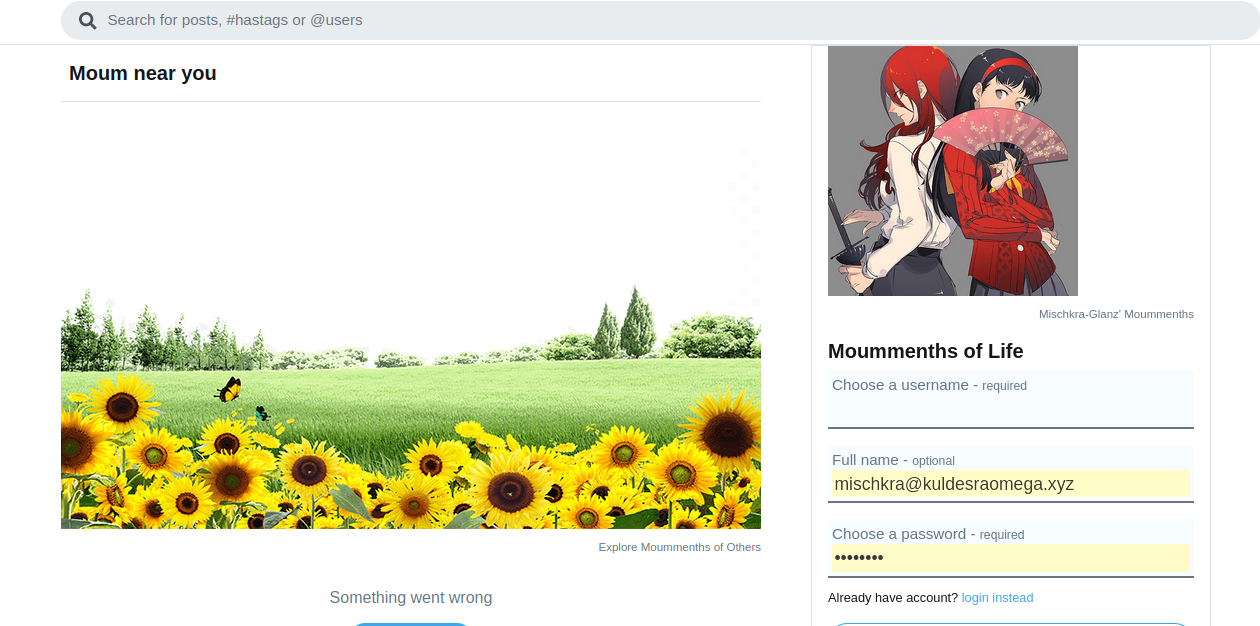 Search for posts, #hastags or @users
Moum near you
Explore Moummenths of Others
Something went wrong
Mischkra-Glanz' Moummenths
Moummenths of Life
Choose a username - required
Full name - optional
mischkra@kuldesraomega.xyz
Choose a password - required
••••••••
Already have account? login instead